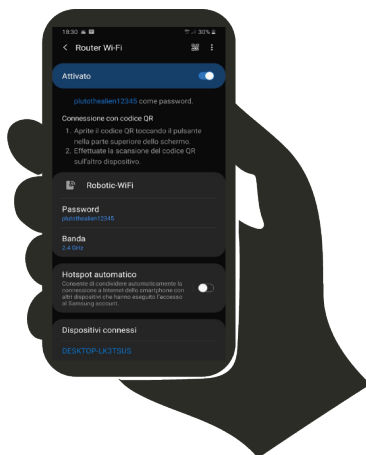 18:30
30%
Router Wi-Fi
Attivato
plutothealien12345 come password.
Connessione con codice QR
1. Aprite il codice QR toccando il pulsante
nella parte superiore dello schermo.
2. Effettuate la scansione del codice QR
sull'altro dispositivo.
Robotic-WiFi
Password
plutothealien12345
Banda
2.4 GHz
Hotspot automatico
Consente di condividere automaticamente la
connessione a Internet dello smartphone con
altri dispositivi che hanno eseguito l'accesso
al Samsung account.
Dispositivi connessi
DESKTOP-LK3TSUS